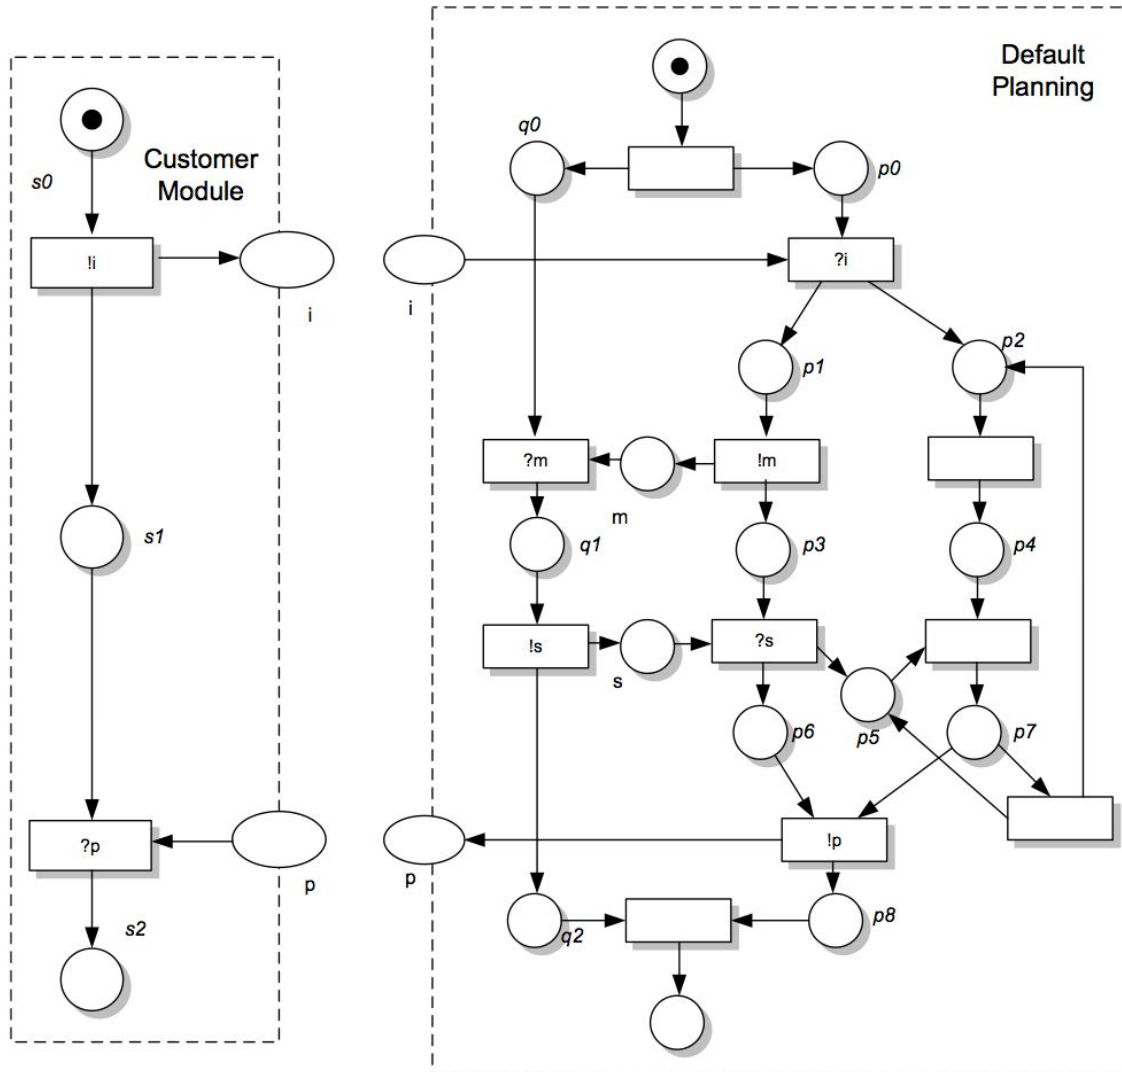 Default
Planning
q0
Customer
Module
s0
p0
!i
?i
i
i
p1
p2
?m
!m
m
s1
q1
p3
p4
!s
?s
s
p6
p5
p7
?p
!p
p
p
s2
q2
p8